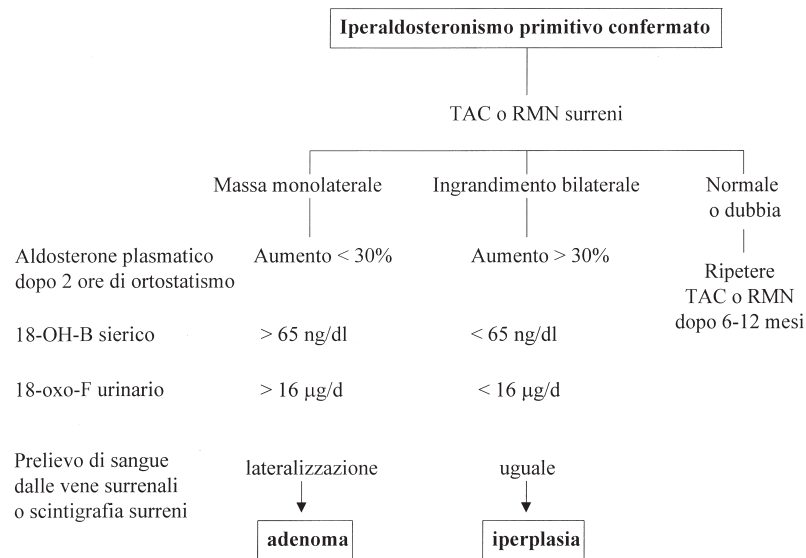 Iperaldosteronismo primitivo confermato
TAC o RMN surreni
Massa monolaterale
Ingrandimento bilaterale
Normale
o dubbia
Aldosterone plasmatico
dopo 2 ore di ortostatismo
Aumento < 30%
Aumento > 30%
Ripetere
TAC o RMN
dopo 6-12 mesi
18-OH-B sierico
> 65 ng/dl
< 65 ng/dl
18-oxo-F urinario
> 16 μg/d
< 16 μg/d
Prelievo di sangue
dalle vene surrenali
o scintigrafia surreni
lateralizzazione
uguale
adenoma
iperplasia